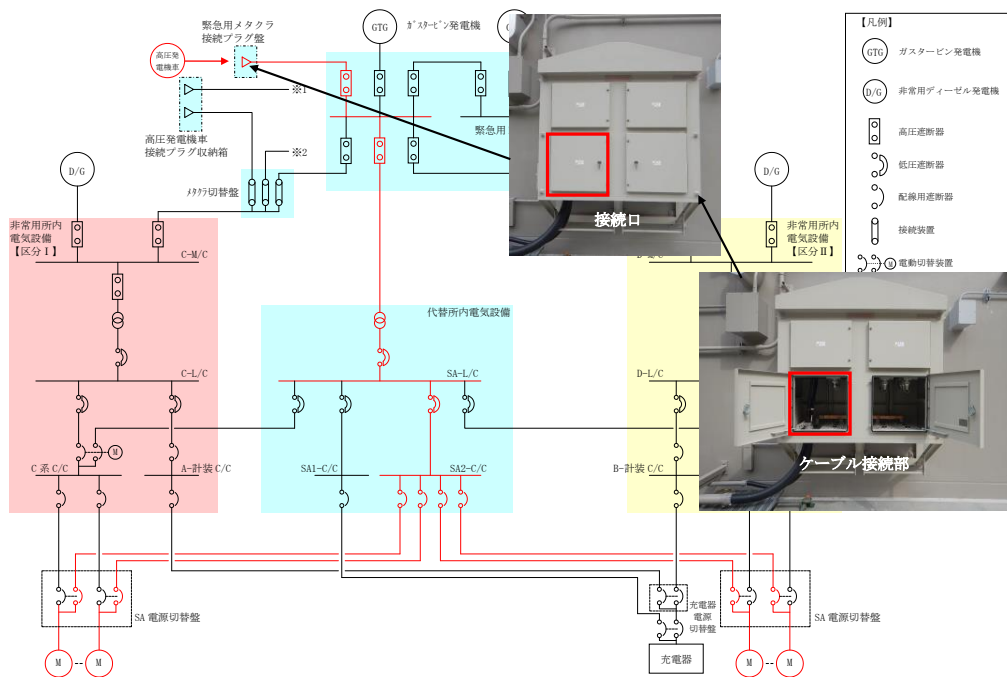 緊急用メタクラ
接続プラグ盤
GTG
ガスタービン発電機
高圧発
電機車
※1
高圧発電機車
接続プラグ収納箱
※2
メタクラ切替盤
緊急用
接続口
D/G
D/G
非常用所内
電気設備
【区分Ⅰ】
C-M/C
非常用所内
電気設備
【区分Ⅱ】
代替所内電気設備
C-L/C
SA-L/C
D-L/C
M
C系C/C
A-計装C/C
SA1-C/C
SA2-C/C
B-計装C/C
ケーブル接続部
SA電源切替盤
充電器
電源
切替盤
SA電源切替盤
M
M
充電器
M
M
【凡例】
GTG
ガスタービン発電機
D/G
非常用ディーゼル発電機
高圧遮断器
低圧遮断器
配線用遮断器
接続装置
M
電動切替装置